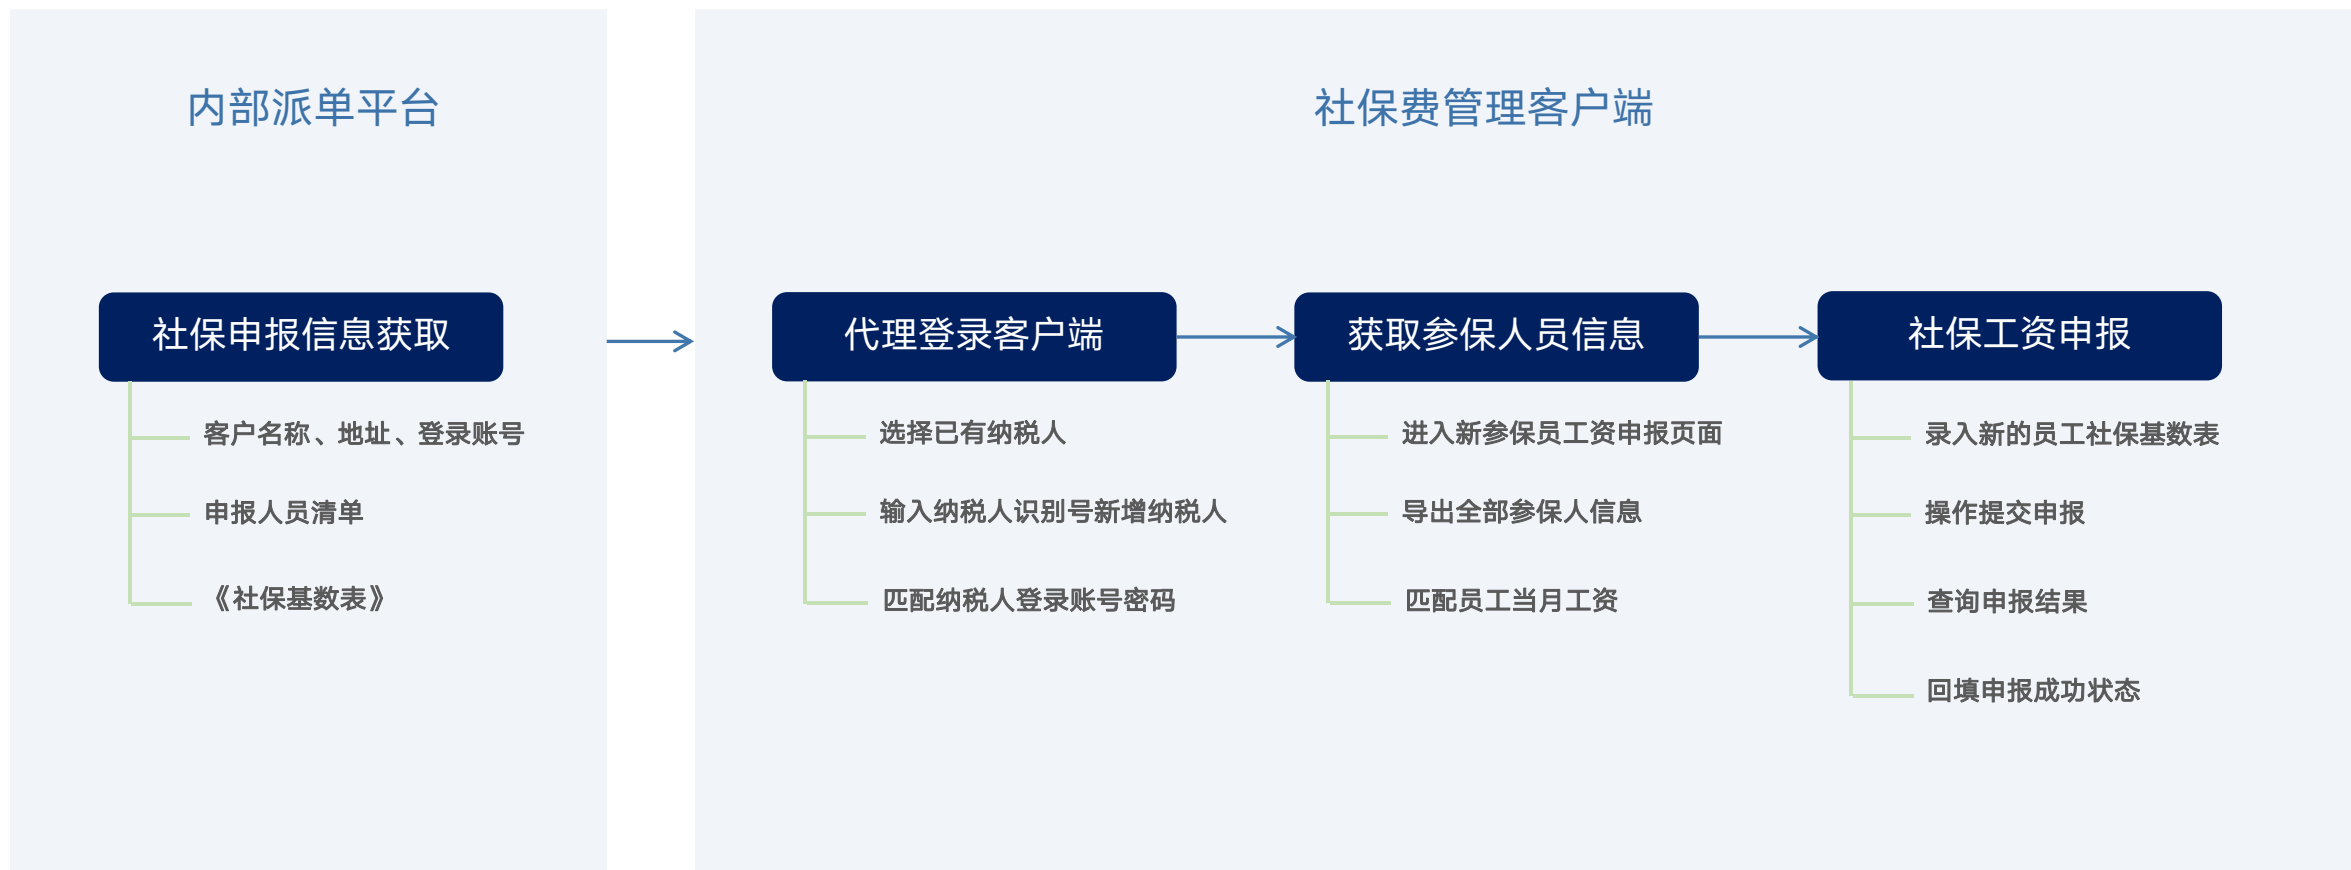 内部派单平台
社保申报信息获取
客户名称、地址、登录账号
申报人员清单
《社保基数表》
社保费管理客户端
代理登录客户端
选择已有纳税人
输入纳税人识别号新增纳税人
匹配纳税人登录账号密码
获取参保人员信息
进入新参保员工资申报页面
导出全部参保人信息
匹配员工当月工资
社保工资申报
录入新的员工社保基数表
操作提交申报
查询申报结果
回填申报成功状态